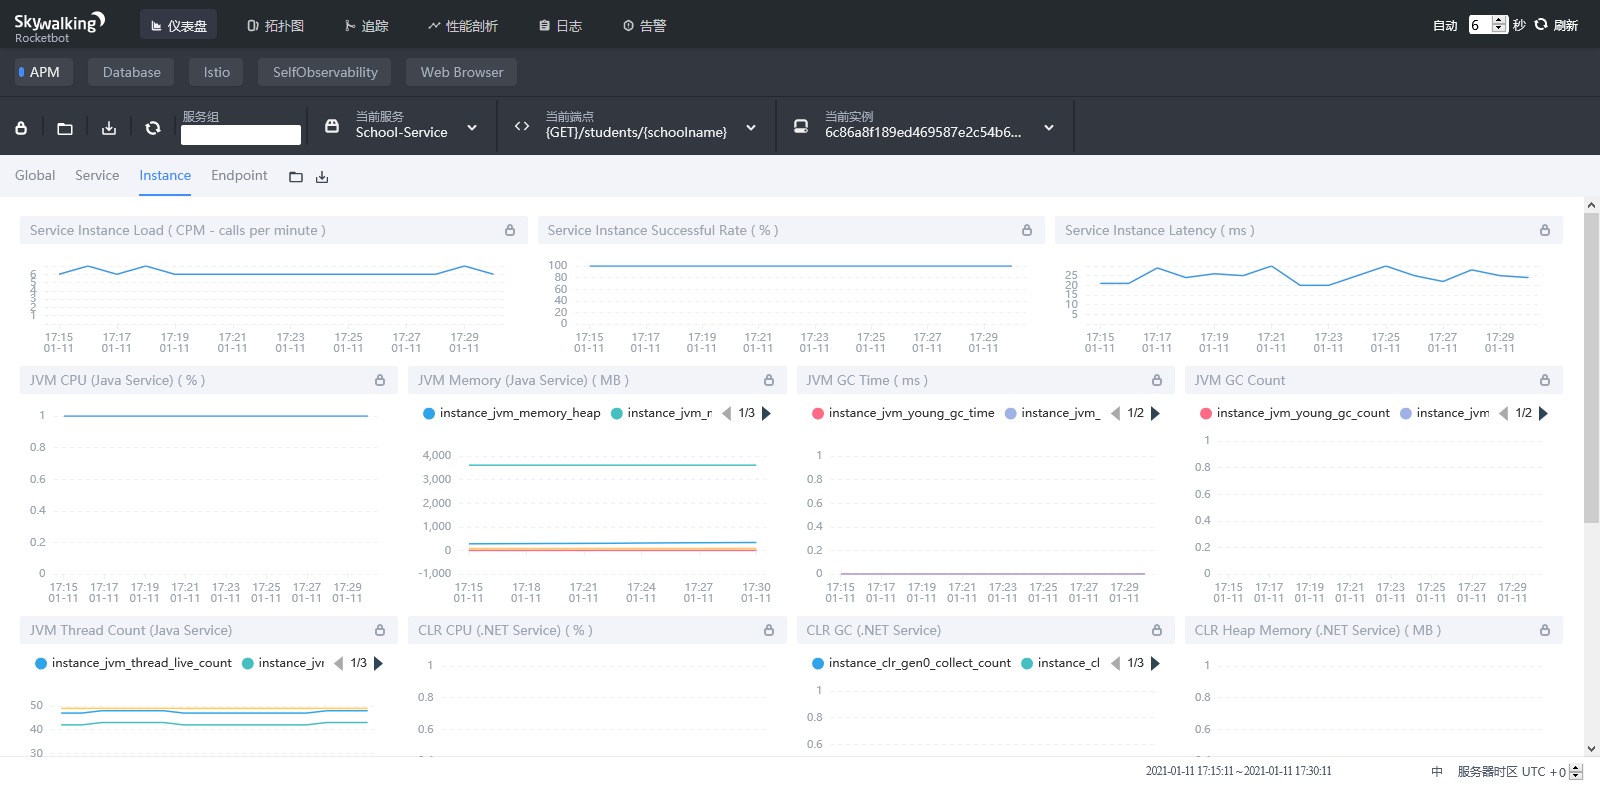 Skywalking
Rocketbot
仪表盘
拓扑图
追踪
性能剖析
日志
告警
自动 6 秒 刷新
APM
Database
Istio
SelfObservability
Web Browser
服务组
当前服务
School-Service
当前端点
{GET}/students/{schoolname}
当前实例
6c86a8f189ed469587e2c54b6...
Global
Service
Instance
Endpoint
Service Instance Load ( CPM - calls per minute )
6
5
4
3
2
1
17:15 17:17 17:19 17:21 17:23 17:25 17:27 17:29
01-11 01-11 01-11 01-11 01-11 01-11 01-11 01-11
Service Instance Successful Rate ( % )
100
80
60
40
20
0
17:15 17:17 17:19 17:21 17:23 17:25 17:27 17:29
01-11 01-11 01-11 01-11 01-11 01-11 01-11 01-11
Service Instance Latency ( ms )
25
20
15
10
5
17:15 17:17 17:19 17:21 17:23 17:25 17:27 17:29
01-11 01-11 01-11 01-11 01-11 01-11 01-11 01-11
JVM CPU (Java Service) ( % )
1
0.8
0.6
0.4
0.2
0
17:15 17:17 17:19 17:21 17:23 17:25 17:27 17:29
01-11 01-11 01-11 01-11 01-11 01-11 01-11 01-11
JVM Memory (Java Service) ( MB )
instance_jvm_memory_heap instance_jvm_r 1/3
4,000
3,000
2,000
1,000
0
-1,000
17:15 17:18 17:21 17:24 17:27 17:30
01-11 01-11 01-11 01-11 01-11 01-11
JVM GC Time ( ms )
instance_jvm_young_gc_time instance_jvm_ 1/2
1
0.8
0.6
0.4
0.2
0
17:15 17:17 17:19 17:21 17:23 17:25 17:27 17:29
01-11 01-11 01-11 01-11 01-11 01-11 01-11 01-11
JVM GC Count
instance_jvm_young_gc_count instance_jvm 1/2
1
0.8
0.6
0.4
0.2
0
17:15 17:17 17:19 17:21 17:23 17:25 17:27 17:29
01-11 01-11 01-11 01-11 01-11 01-11 01-11 01-11
JVM Thread Count (Java Service)
instance_jvm_thread_live_count instance_jvi 1/3
50
40
30
CLR CPU (.NET Service) ( % )
1
0.8
0.6
CLR GC (.NET Service)
instance_clr_gen0_collect_count instance_cl 1/3
1
0.8
0.6
CLR Heap Memory (.NET Service) ( MB )
1
0.8
0.6
2021-01-11 17:15:11 ~ 2021-01-11 17:30:11
中
服务器时区 UTC +0